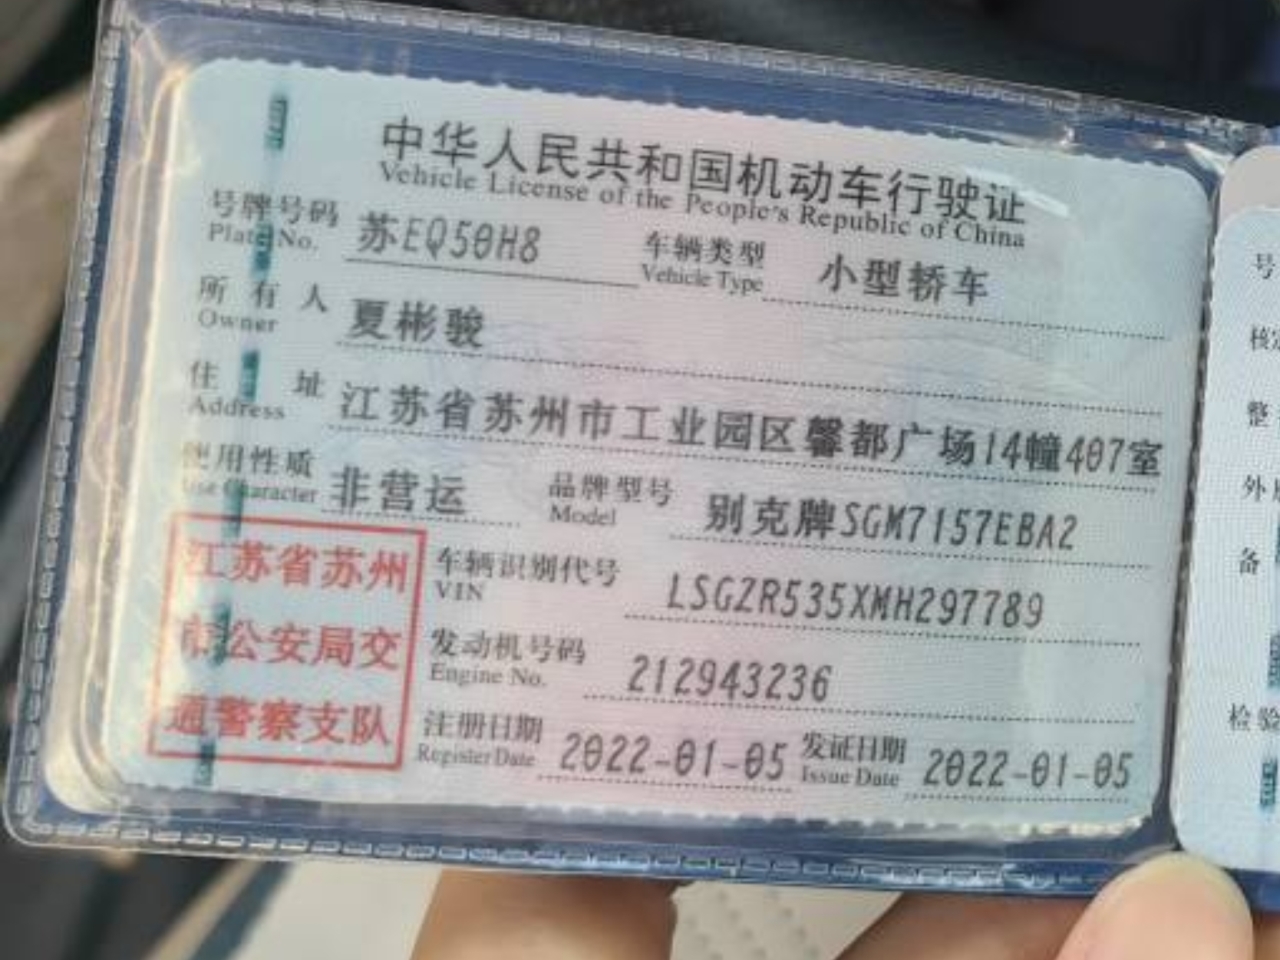 中华人民共和国机动车行驶证
Vehicle License of the People's Republic of China
号牌号码 苏EQ50H8 车辆类型 小型轿车
Plate No. Vehicle Type
所有人 夏彬骏
Owner
住址 江苏省苏州市工业园区馨都广场14幢407室
Address
使用性质 非营运 品牌型号 别克牌SGM7157EBA2
Use Character Model
江苏省苏州
市公安局交
通警察支队
车辆识别代号 LSGZR535XMH297789
VIN
发动机号码 212943236
Engine No.
注册日期 2022-01-05 发证日期 2022-01-05
Register Date Issue Date
号
核定
整
外
备
检验